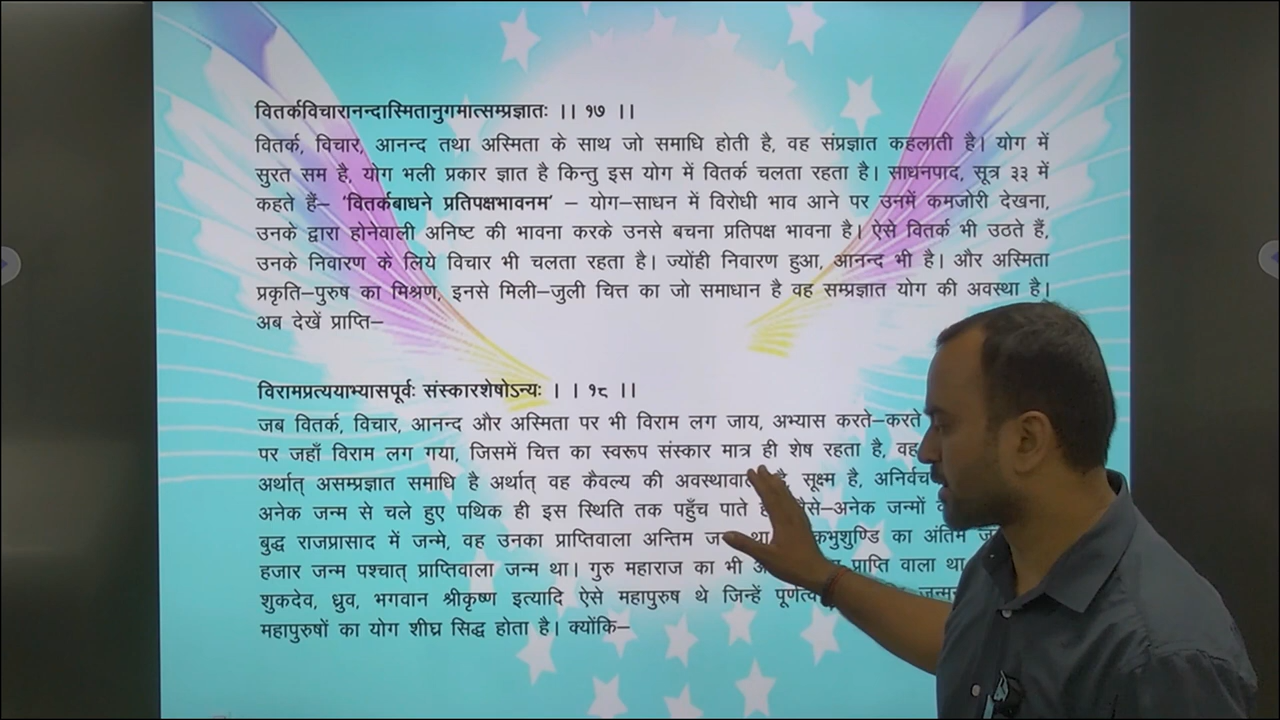 वितर्कविचारानन्दास्मितानुगमात्सम्प्रज्ञातः ।। १७ ।।
वितर्क, विचार, आनन्द तथा अस्मिता के साथ जो समाधि होती है, वह संप्रज्ञात कहलाती है। योग में
सुरत सम है, योग भली प्रकार ज्ञात है किन्तु इस योग में वितर्क चलता रहता है। साधनपाद, सूत्र ३३ में
कहते हैं– 'वितर्कबाधने प्रतिपक्षभावनम' – योग–साधन में विरोधी भाव आने पर उनमें कमजोरी देखना,
उनके द्वारा होनेवाली अनिष्ट की भावना करके उनसे बचना प्रतिपक्ष भावना है। ऐसे वितर्क भी उठते हैं,
उनके निवारण के लिये विचार भी चलता रहता है। ज्योंही निवारण हुआ, आनन्द भी है। और अस्मिता
प्रकृति–पुरुष का मिश्रण, इनसे मिली–जुली चित्त का जो समाधान है वह सम्प्रज्ञात योग की अवस्था है।
अब देखें प्राप्ति–
विरामप्रत्ययाभ्यासपूर्वः संस्कारशेषोऽन्यः । । १८ ।।
जब वितर्क, विचार, आनन्द और अस्मिता पर भी विराम लग जाय, अभ्यास करते–करते
पर जहाँ विराम लग गया, जिसमें चित्त का स्वरूप संस्कार मात्र ही शेष रहता है, वह
अर्थात् असम्प्रज्ञात समाधि है अर्थात् वह कैवल्य की है, सूक्ष्म है,
अनेक जन्म से चले हुए पथिक ही इस स्थिति तक पहुँच पाते जैसे–अनेक जन्मों
बुद्ध राजप्रासाद में जन्मे, वह उनका प्राप्तिवाला अन्तिम था का अंतिम
हजार जन्म पश्चात् प्राप्तिवाला जन्म था। गुरु महाराज का भी प्राप्ति वाला था
शुकदेव, ध्रुव, भगवान श्रीकृष्ण इत्यादि ऐसे महापुरुष थे जिन्हें
महापुरुषों का योग शीघ्र सिद्ध होता है। क्योंकि–